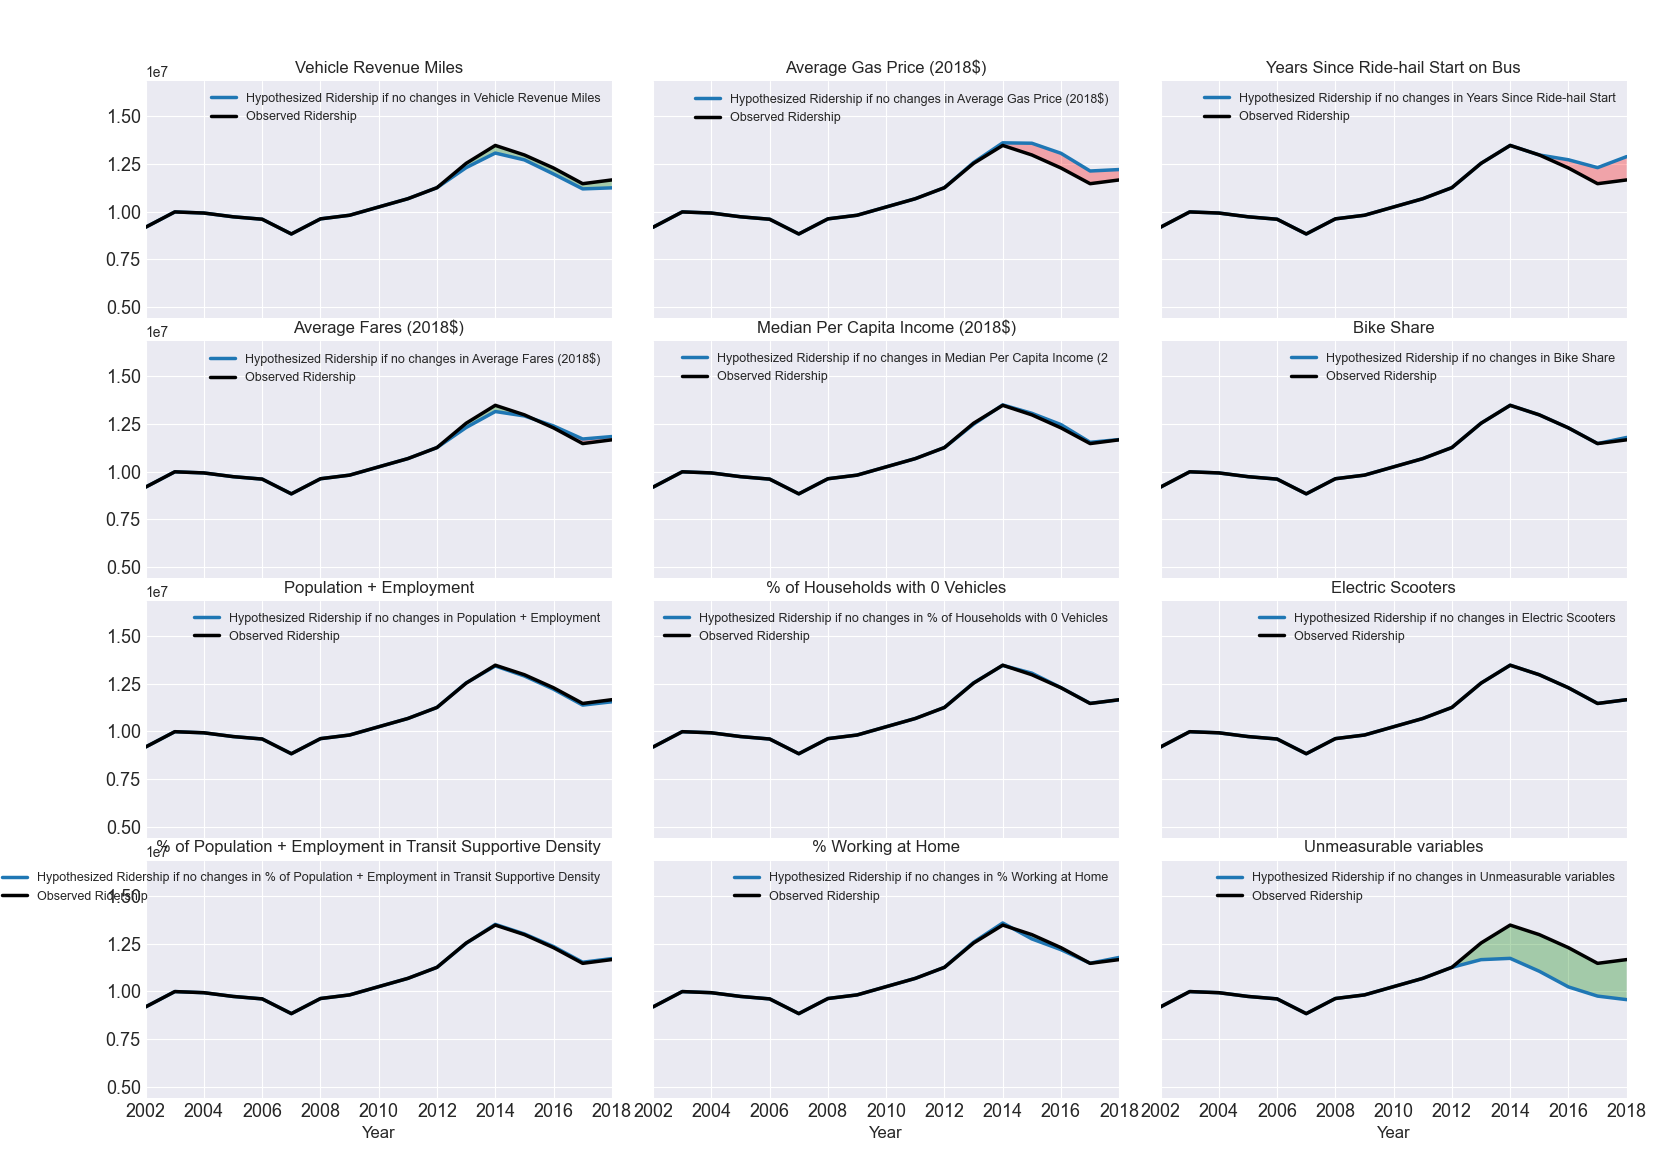 Vehicle Revenue Miles
1e7
Hypothesized Ridership if no changes in Vehicle Revenue Miles
Observed Ridership
1.50
1.25
1.00
0.75
0.50
Average Gas Price (2018$)
Hypothesized Ridership if no changes in Average Gas Price (2018$)
Observed Ridership
Years Since Ride-hail Start on Bus
Hypothesized Ridership if no changes in Years Since Ride-hail Start
Observed Ridership
Average Fares (2018$)
1e7
Hypothesized Ridership if no changes in Average Fares (2018$)
Observed Ridership
1.50
1.25
1.00
0.75
0.50
Median Per Capita Income (2018$)
Hypothesized Ridership if no changes in Median Per Capita Income (2
Observed Ridership
Bike Share
Hypothesized Ridership if no changes in Bike Share
Observed Ridership
Population + Employment
1e7
Hypothesized Ridership if no changes in Population + Employment
Observed Ridership
1.50
1.25
1.00
0.75
0.50
% of Households with 0 Vehicles
Hypothesized Ridership if no changes in % of Households with 0 Vehicles
Observed Ridership
Electric Scooters
Hypothesized Ridership if no changes in Electric Scooters
Observed Ridership
% of Population + Employment in Transit Supportive Density
1e7
Hypothesized Ridership if no changes in % of Population + Employment in Transit Supportive Density
Observed Ridership
1.50
1.25
1.00
0.75
0.50
2002 2004 2006 2008 2010 2012 2014 2016 2018
Year
% Working at Home
Hypothesized Ridership if no changes in % Working at Home
Observed Ridership
2002 2004 2006 2008 2010 2012 2014 2016 2018
Year
Unmeasurable variables
Hypothesized Ridership if no changes in Unmeasurable variables
Observed Ridership
2002 2004 2006 2008 2010 2012 2014 2016 2018
Year